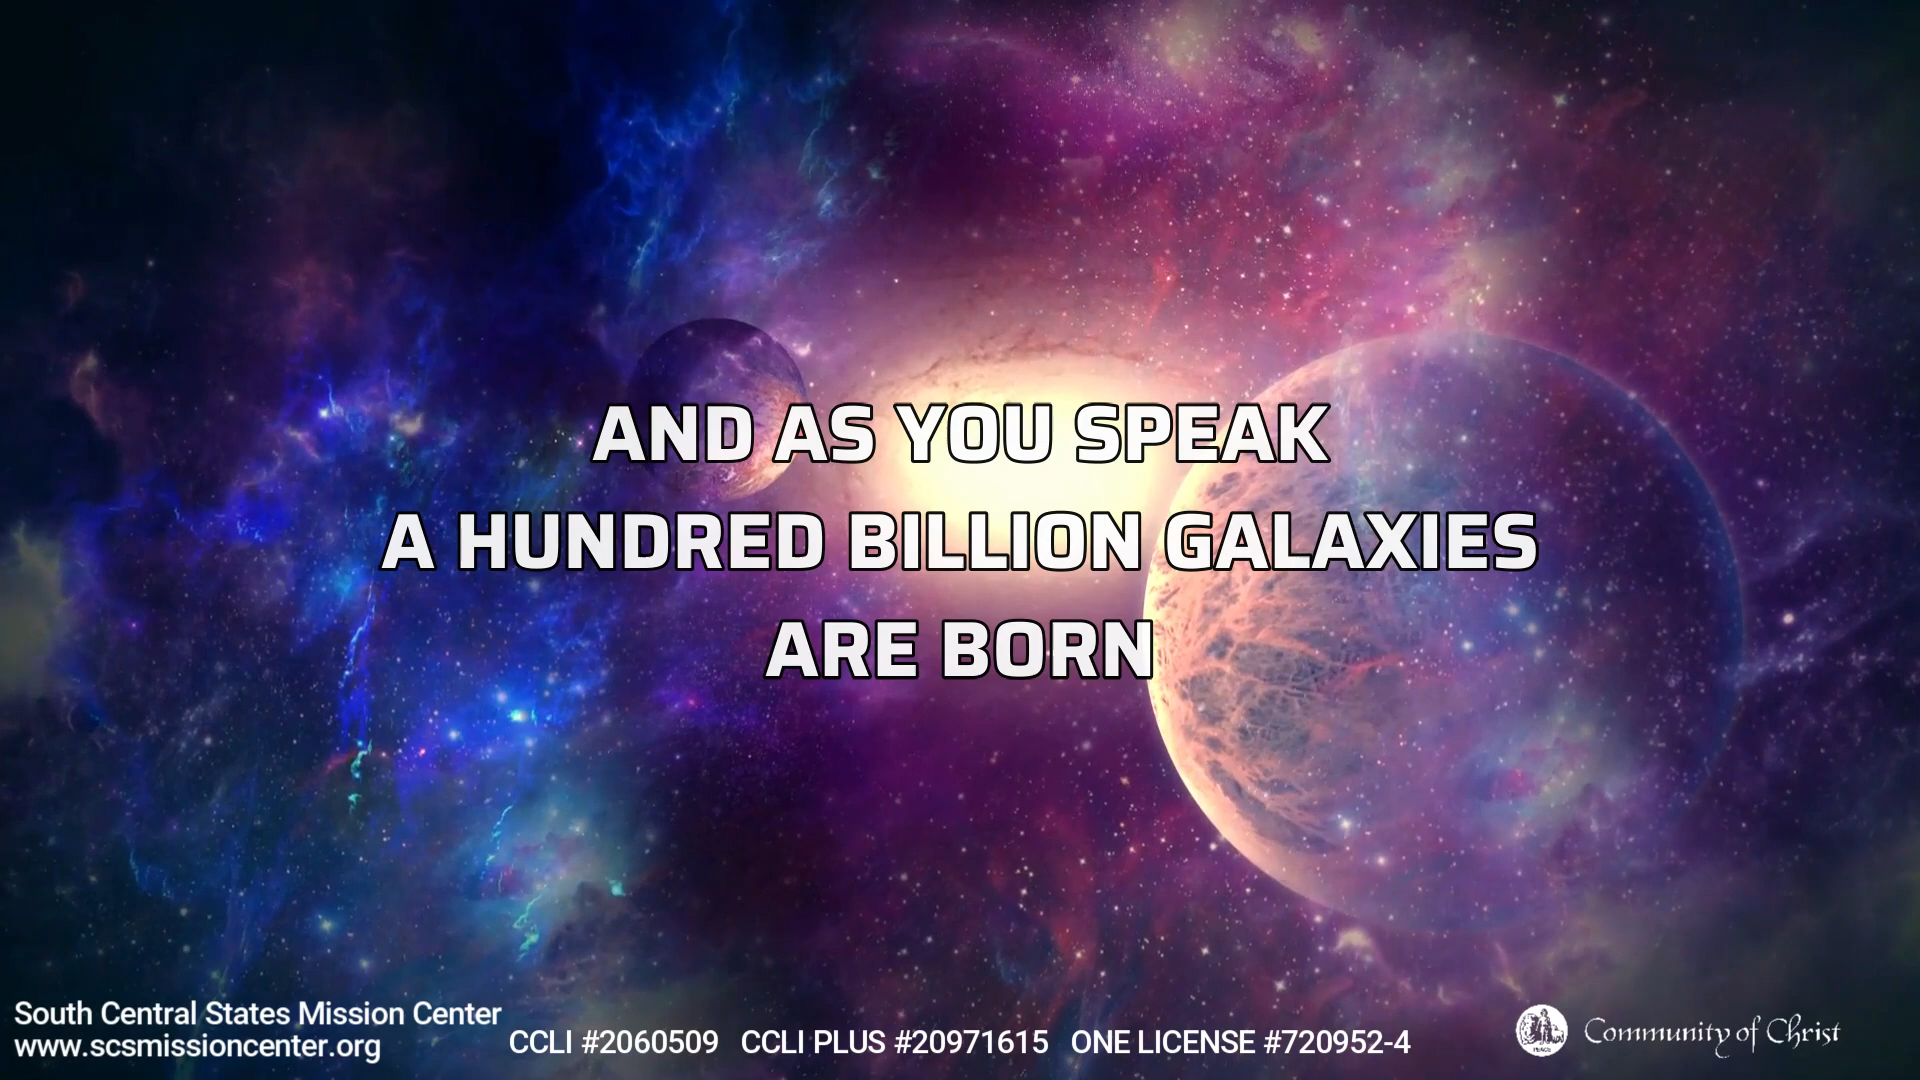 AND AS YOU SPEAK
A HUNDRED BILLION GALAXIES
ARE BORN
South Central States Mission Center
www.scsmissioncenter.org
CCLI #2060509 CCLI PLUS #20971615 ONE LICENSE #720952-4
PEACE
Community of Christ